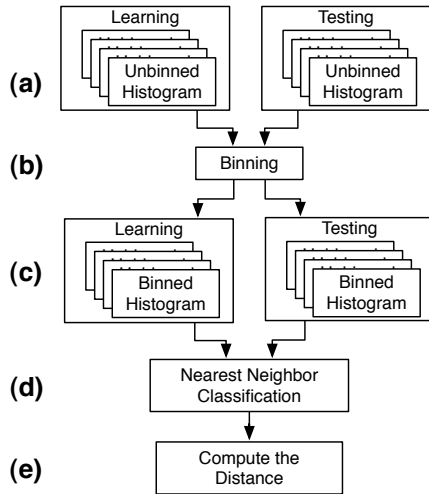 Learning
Testing
(a)
Unbinned
Histogram
Unbinned
Histogram
(b)
Binning
Learning
Testing
(c)
Binned
Histogram
Binned
Histogram
(d)
Nearest Neighbor
Classification
(e)
Compute the
Distance